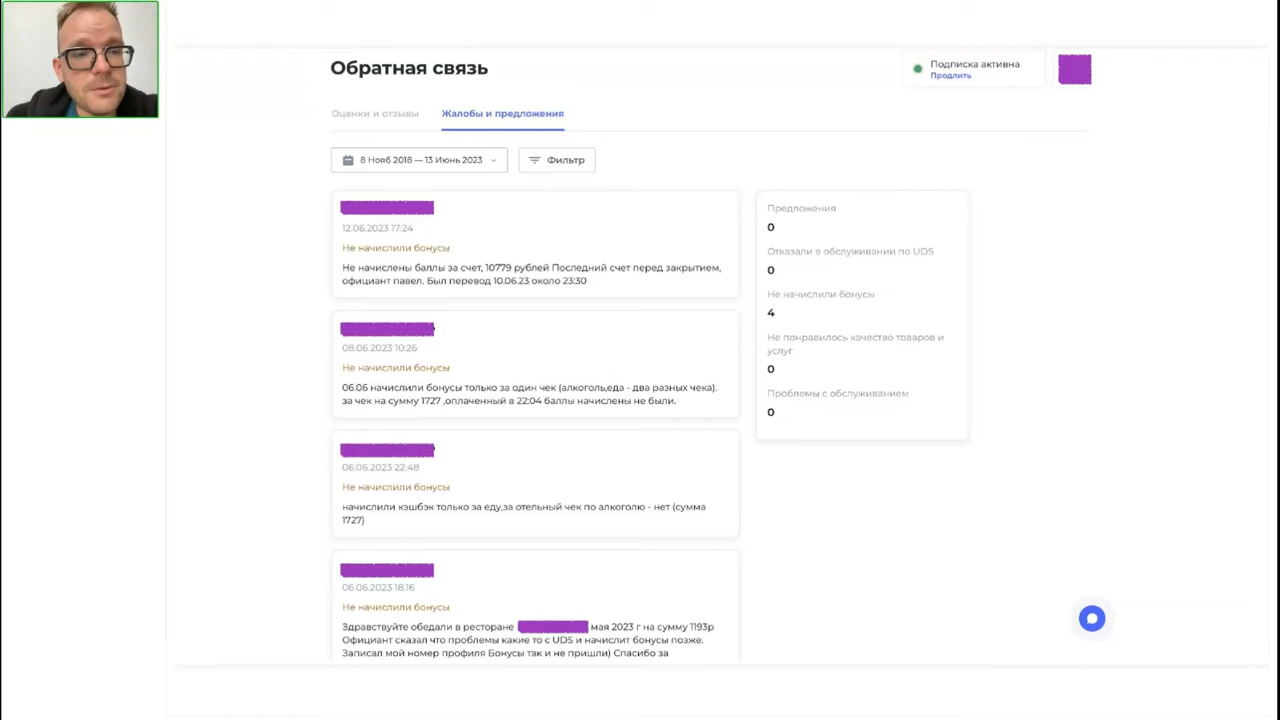 Обратная связь
Подписка активна
Продлить
Оценки и отзывы
Жалобы и предложения
8 Нояб 2018 — 13 Июнь 2023
Фильтр
12.06.2023 17:24
Не начислили бонусы
Не начислены баллы за счет, 10779 рублей Последний счет перед закрытием,
официант павел. Был перевод 10.06.23 около 23:30
08.06.2023 10:26
Не начислили бонусы
06.06 начислили бонусы только за один чек (алкоголь,еда - два разных чека).
за чек на сумму 1727 ,оплаченный в 22:04 баллы начислены не были.
06.06.2023 22:48
Не начислили бонусы
начислили кэшбэк только за еду,за отельный чек по алкоголю - нет (сумма
1727)
06.06.2023 18:16
Не начислили бонусы
Здравствуйте обедали в ресторане мая 2023 г на сумму 1193р
Официант сказал что проблемы какие то с UDS и начислит бонусы позже.
Записал мой номер профиля Бонусы так и не пришли) Спасибо за
Предложения
0
Отказали в обслуживании по UDS
0
Не начислили бонусы
4
Не понравилось качество товаров и
услуг
0
Проблемы с обслуживанием
0